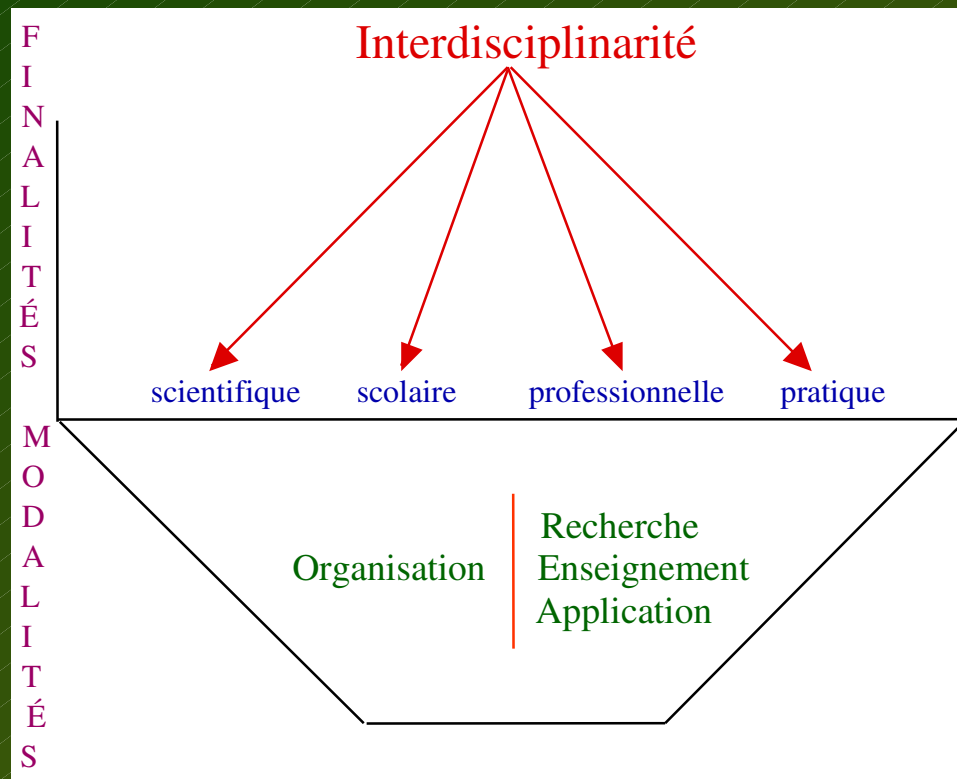 FINALITÉS
Interdisciplinarité
scientifique scolaire professionnelle pratique
MODALITÉS
Organisation
Recherche
Enseignement
Application